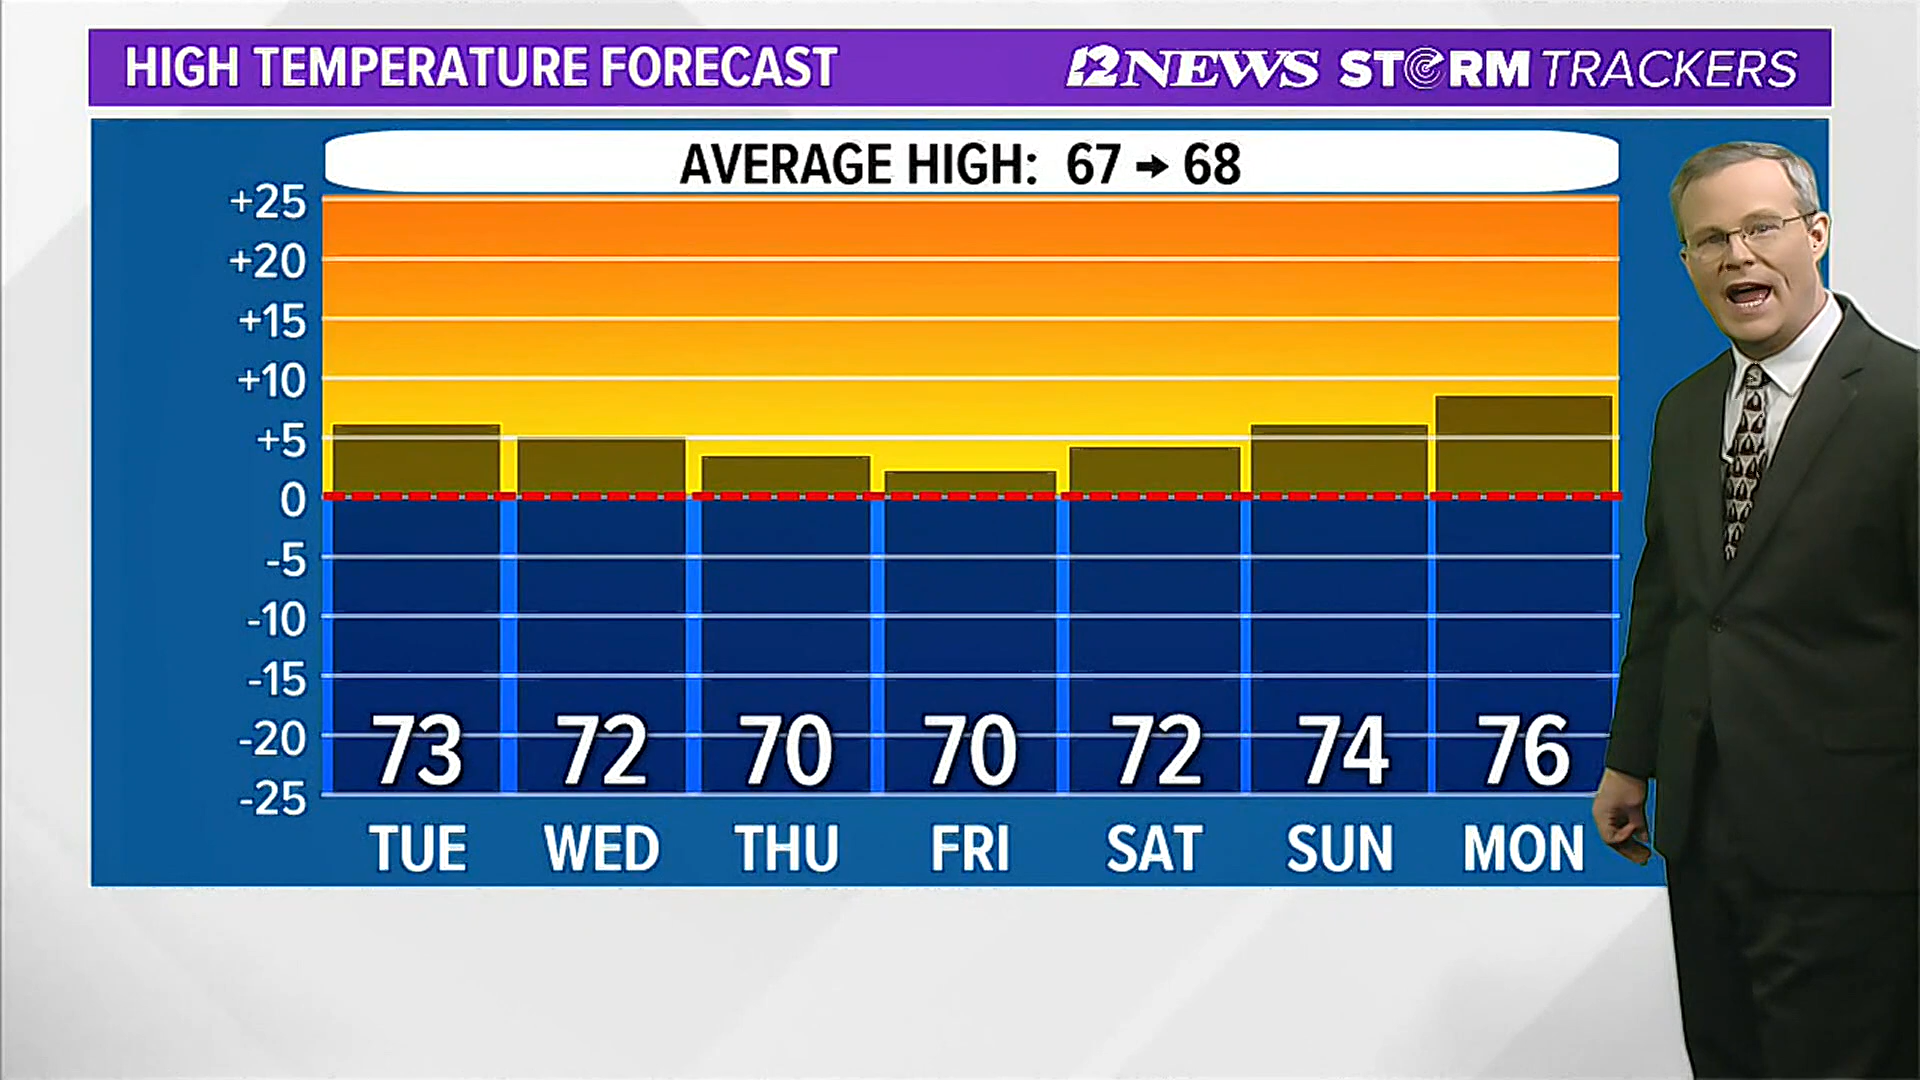 HIGH TEMPERATURE FORECAST
12NEWS STORM TRACKERS
AVERAGE HIGH: 67 → 68
+25
+20
+15
+10
+5
0
-5
-10
-15
-20
-25
73 72 70 70 72 74 76
TUE WED THU FRI SAT SUN MON